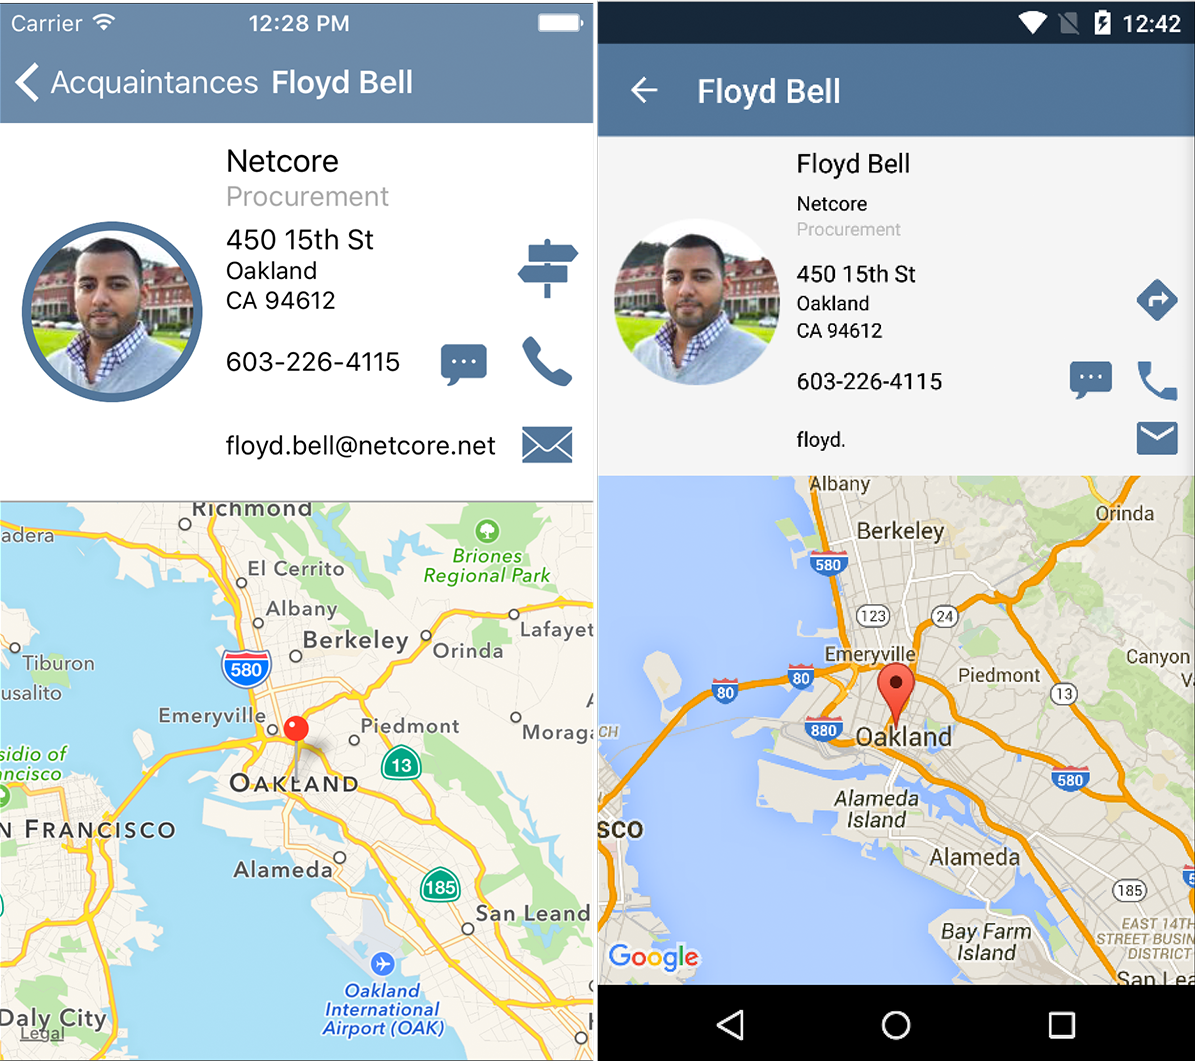 Carrier 12:28 PM
Acquaintances Floyd Bell
Netcore
Procurement
450 15th St
Oakland
CA 94612
603-226-4115
floyd.bell@netcore.net
Richmond
adera
Briones
Regional Park
El Cerrito
Albany
Lafayet
Berkeley
Orinda
Tiburon
580
usalito
Emeryville
Piedmont
Moraga
sidio of
ancisco
13
OAKLAND
N FRANCISCO
Alameda
185
San Leand
Oakland
International
Airport (OAK)
Daly City
Legal
12:42
Floyd Bell
Floyd Bell
Netcore
Procurement
450 15th St
Oakland
CA 94612
603-226-4115
floyd.
Albany
Orinda
Berkeley
580
123
24
Emeryville
Canyon
Piedmont
80
80
13
CH
880
Oakland
580
Alameda
Island
sco
Alameda
185
EAST 14TH
STREET BUSIN
DISTRICT
Bay Farm
Island
Google
San Lea